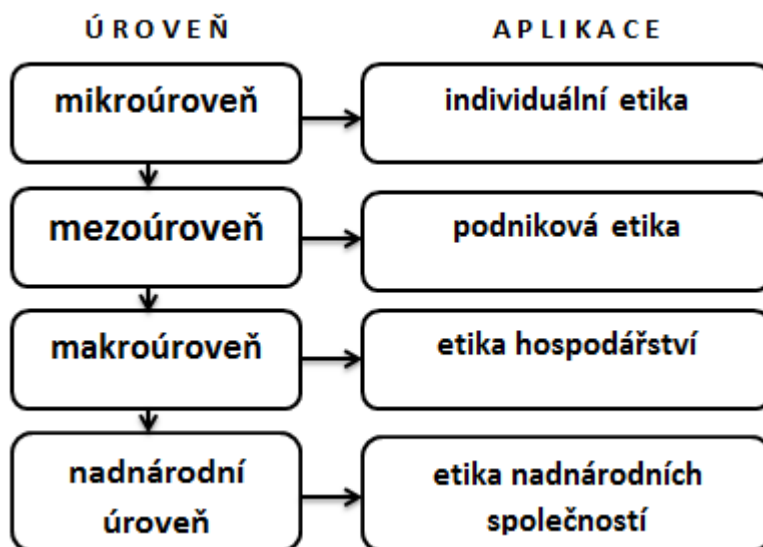 ÚROVEŇ APLIKACE
mikroúroveň individuální etika
mezoúroveň podniková etika
makroúroveň etika hospodářství
nadnárodní
úroveň
etika nadnárodních
společností